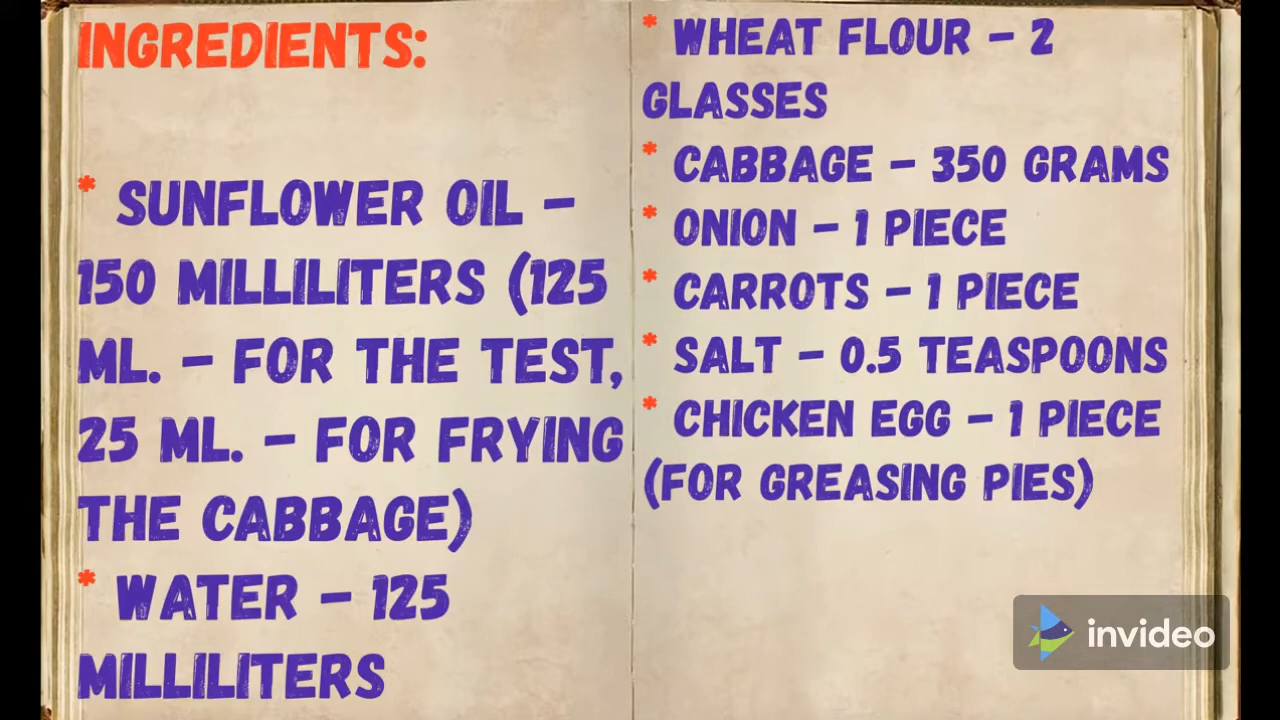 INGREDIENTS:
* SUNFLOWER OIL –
150 MILLILITERS (125
ML. – FOR THE TEST,
25 ML. – FOR FRYING
THE CABBAGE)
* WATER – 125
MILLILITERS
* WHEAT FLOUR – 2
GLASSES
* CABBAGE – 350 GRAMS
* ONION – 1 PIECE
* CARROTS – 1 PIECE
* SALT – 0.5 TEASPOONS
* CHICKEN EGG – 1 PIECE
(FOR GREASING PIES)
invideo